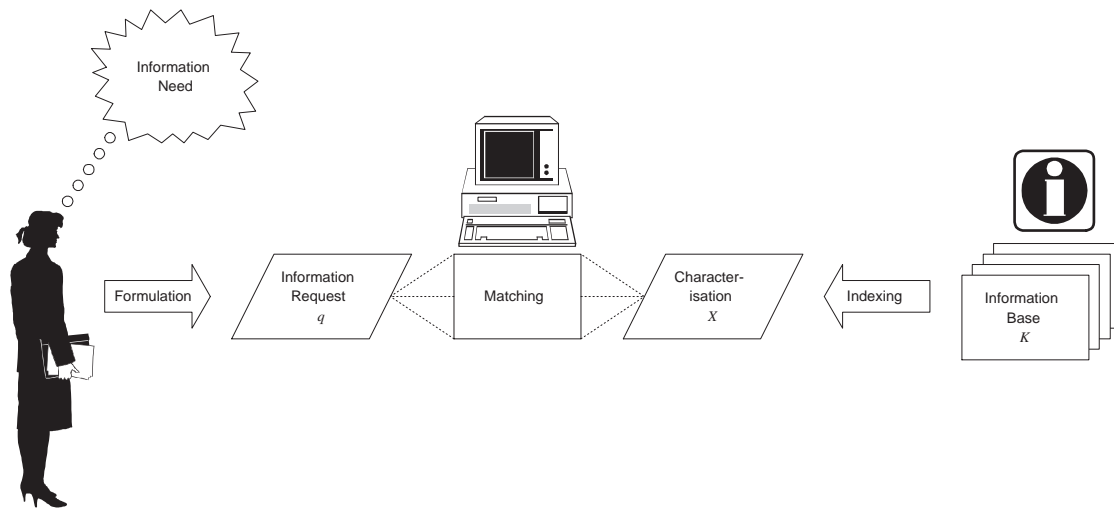 Information
Need
Formulation
Information
Request
q
Matching
Character-
isation
X
Indexing
Information
Base
K